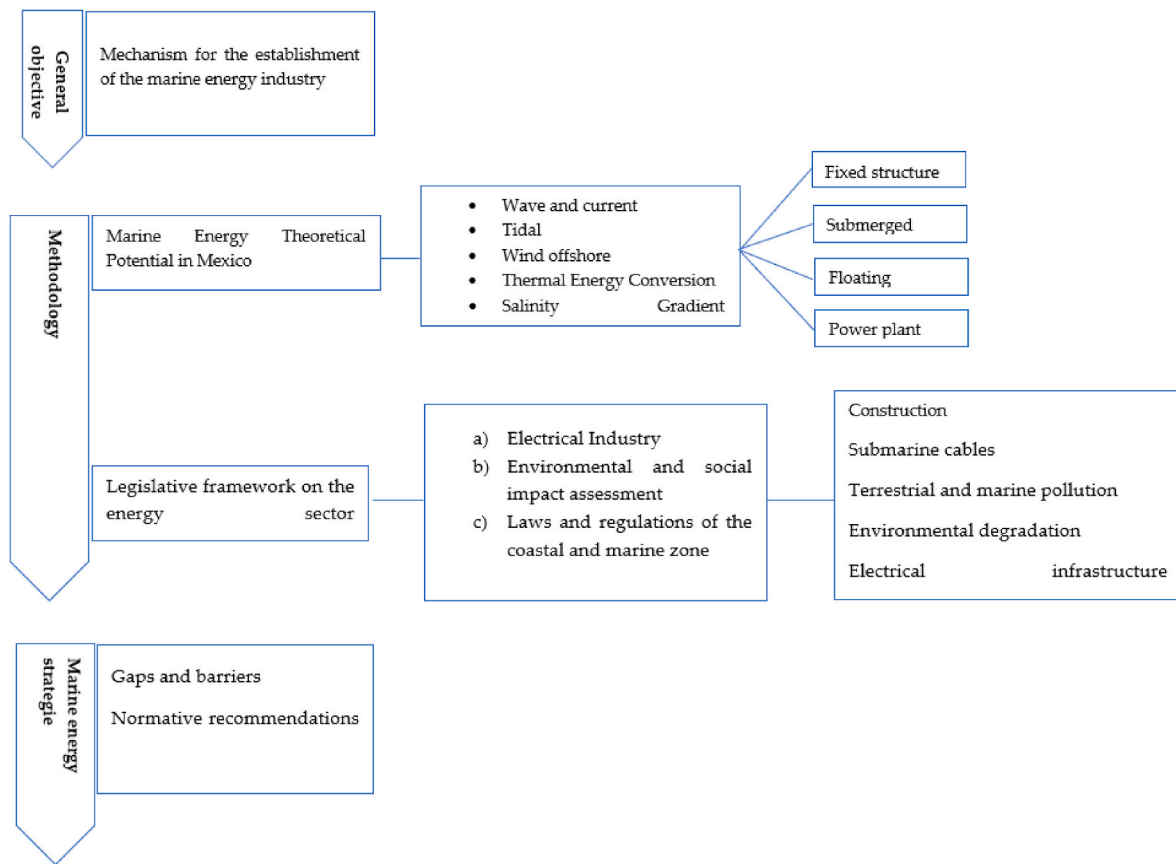 General
objective
Mechanism for the establishment
of the marine energy industry
Methodology
Marine Energy Theoretical
Potential in Mexico
• Wave and current
• Tidal
• Wind offshore
• Thermal Energy Conversion
• Salinity Gradient
Fixed structure
Submerged
Floating
Power plant
Legislative framework on the
energy sector
a) Electrical Industry
b) Environmental and social
impact assessment
c) Laws and regulations of the
coastal and marine zone
Construction
Submarine cables
Terrestrial and marine pollution
Environmental degradation
Electrical infrastructure
Marine energy
strategie
Gaps and barriers
Normative recommendations